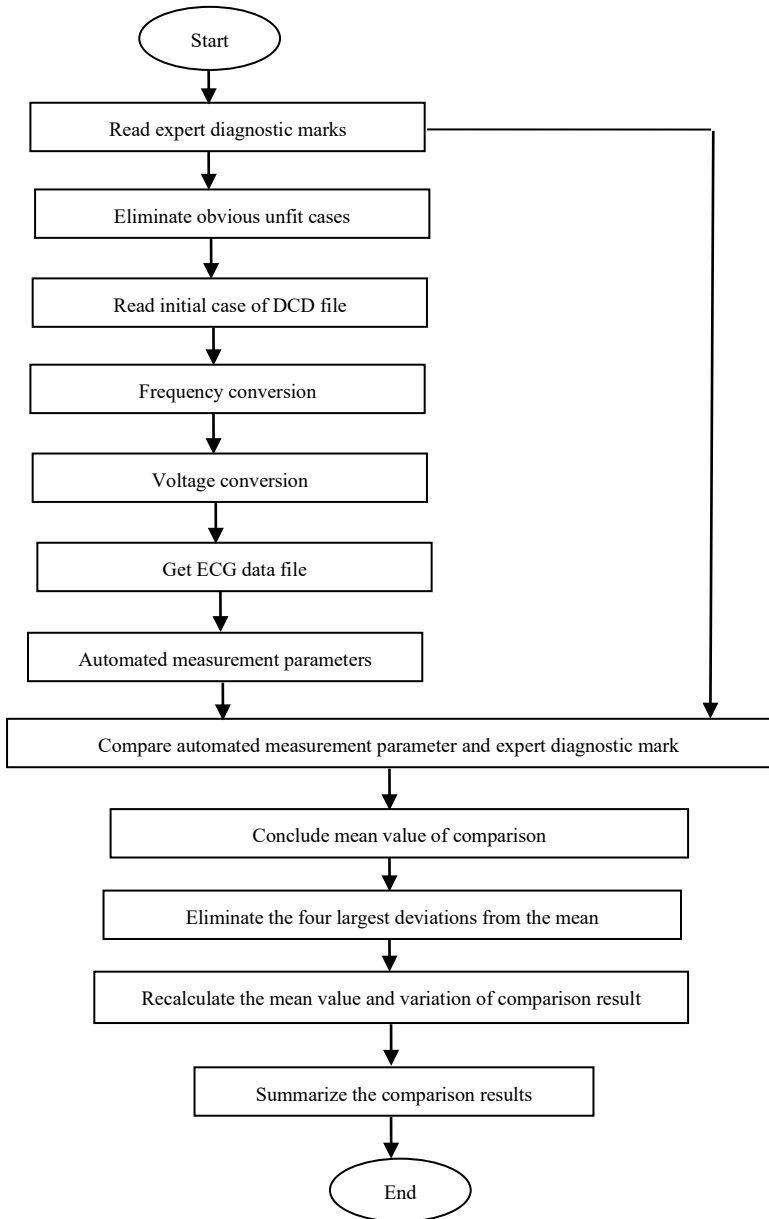 Start
Read expert diagnostic marks
Eliminate obvious unfit cases
Read initial case of DCD file
Frequency conversion
Voltage conversion
Get ECG data file
Automated measurement parameters
Compare automated measurement parameter and expert diagnostic mark
Conclude mean value of comparison
Eliminate the four largest deviations from the mean
Recalculate the mean value and variation of comparison result
Summarize the comparison results
End